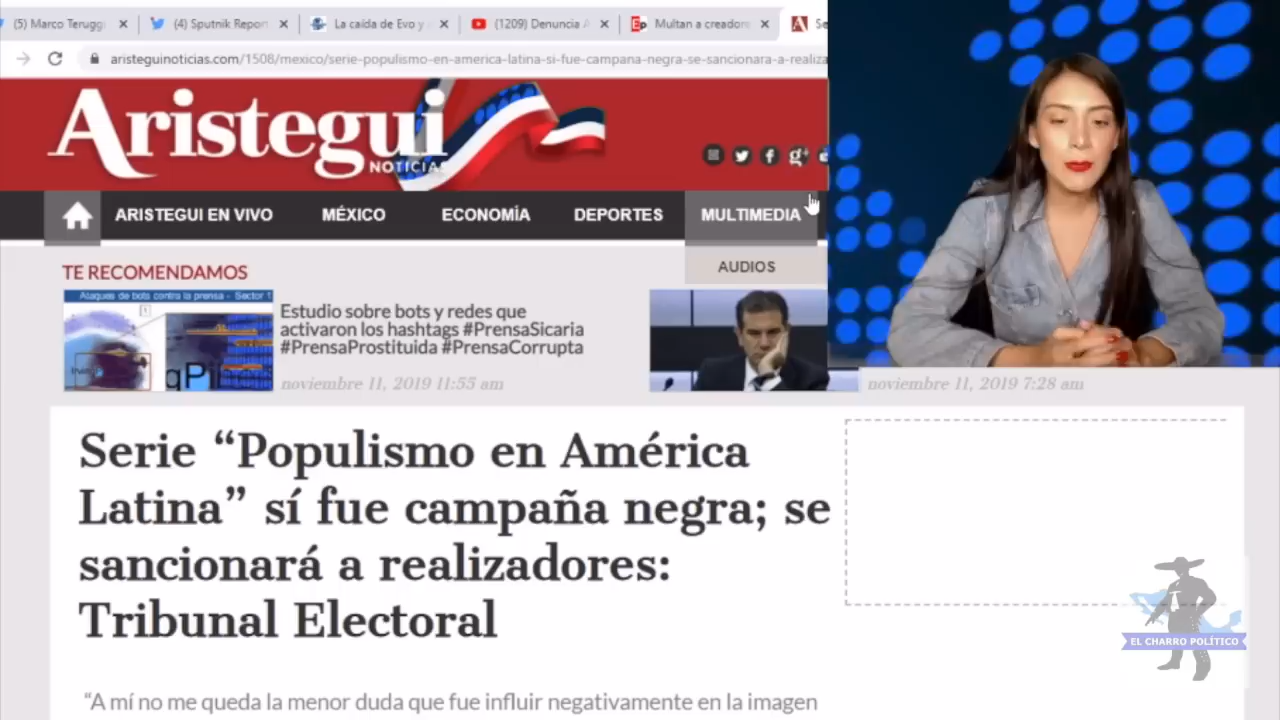 (5) Marco Terugg
(4) Sputnik Repor
La caída de Evo y
(1209) Denuncia A
Multan a creador
Se
aristeguinoticias.com/1508/mexico/serie-populismo-en-america-latina-si-fue-campana-negra-se-sancionara-a-realiza
Aristegui
NOTICIAS
ARISTEGUI EN VIVO
MÉXICO
ECONOMÍA
DEPORTES
MULTIMEDIA
AUDIOS
TE RECOMENDAMOS
Ataques de bots contra la prensa - Sector 1
qPi
Estudio sobre bots y redes que
activaron los hashtags #PrensaSicaria
#PrensaProstituida #PrensaCorrupta
noviembre 11, 2019 11:55 am
noviembre 11, 2019 7:28 am
Serie “Populismo en América
Latina” sí fue campaña negra; se
sancionará a realizadores:
Tribunal Electoral
“A mí no me queda la menor duda que fue influir negativamente en la imagen
EL CHARRO POLÍTICO